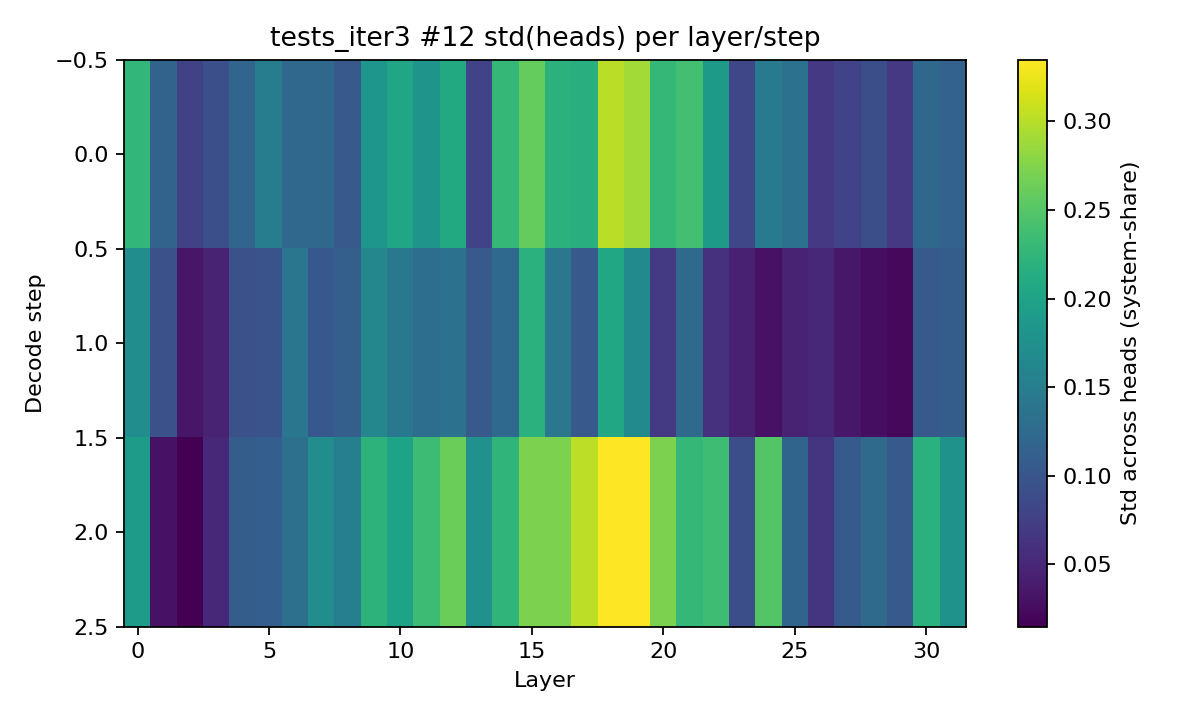 tests_iter3 #12 std(heads) per layer/step
−0.5
0.0
0.5
1.0
1.5
2.0
2.5
Decode step
0 5 10 15 20 25 30
Layer
0.30
0.25
0.20
0.15
0.10
0.05
Std across heads (system-share)